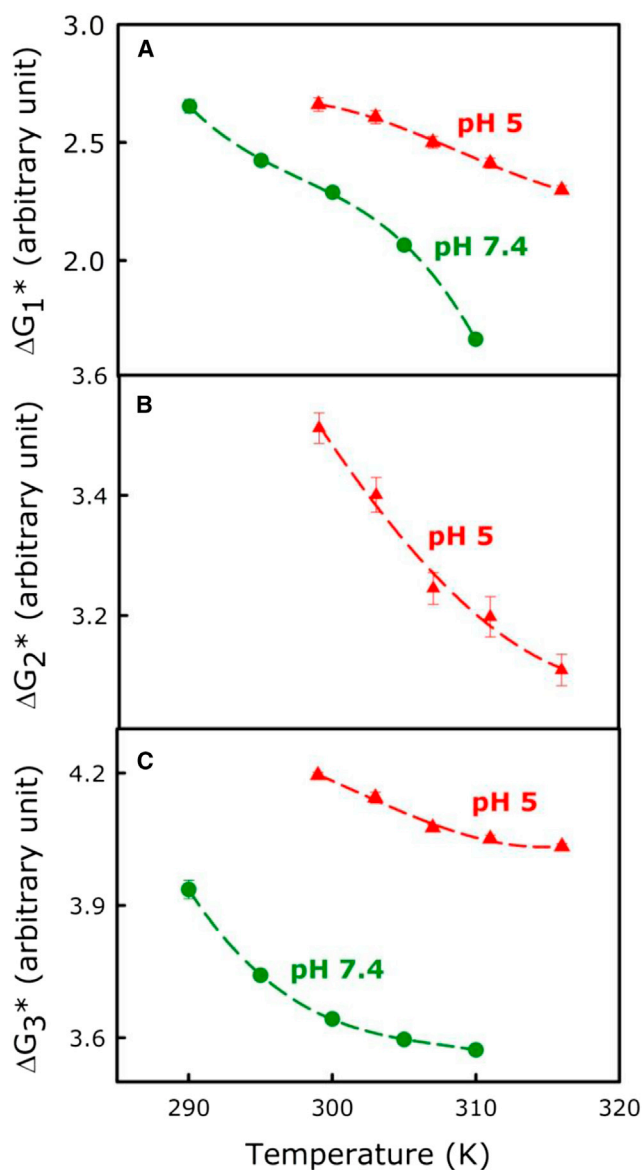 A
3.0
2.5
2.0
ΔG1* (arbitrary unit)
pH 5
pH 7.4
B
3.6
3.4
3.2
ΔG2* (arbitrary unit)
pH 5
C
4.2
3.9
3.6
ΔG3* (arbitrary unit)
pH 5
pH 7.4
290 300 310 320
Temperature (K)